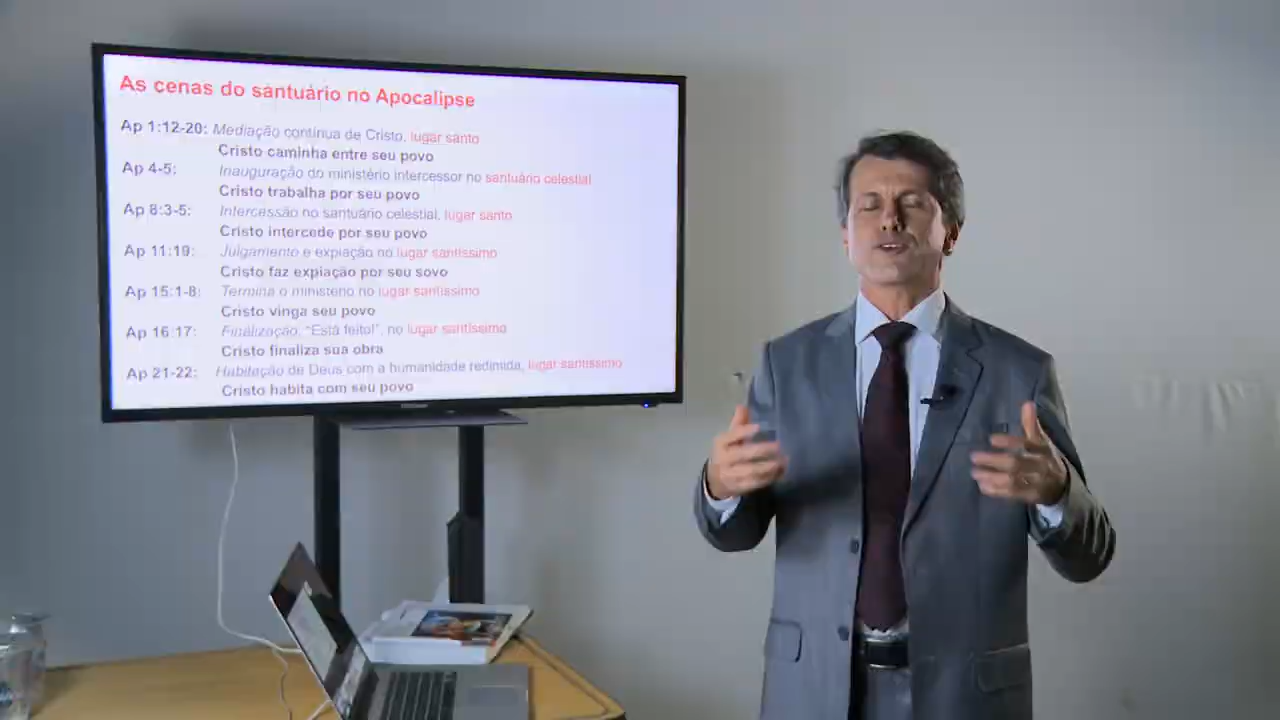 As cenas do santuário no Apocalipse
Ap 1:12-20: Mediação contínua de Cristo, lugar santo
Cristo caminha entre seu povo
Ap 4-5: Inauguração do ministério intercessor no santuário celestial
Cristo trabalha por seu povo
Ap 8:3-5: Intercessão no santuário celestial, lugar santo
Cristo intercede por seu povo
Ap 11:19: Julgamento e expiação no lugar santíssimo
Cristo faz expiação por seu sovo
Ap 15:1-8: Termina o ministério no lugar santíssimo
Cristo vinga seu povo
Ap 16:17: Finalização, "Está feito!", no lugar santíssimo
Cristo finaliza sua obra
Ap 21-22: Habitação de Deus com a humanidade redimida, lugar santíssimo
Cristo habita com seu povo